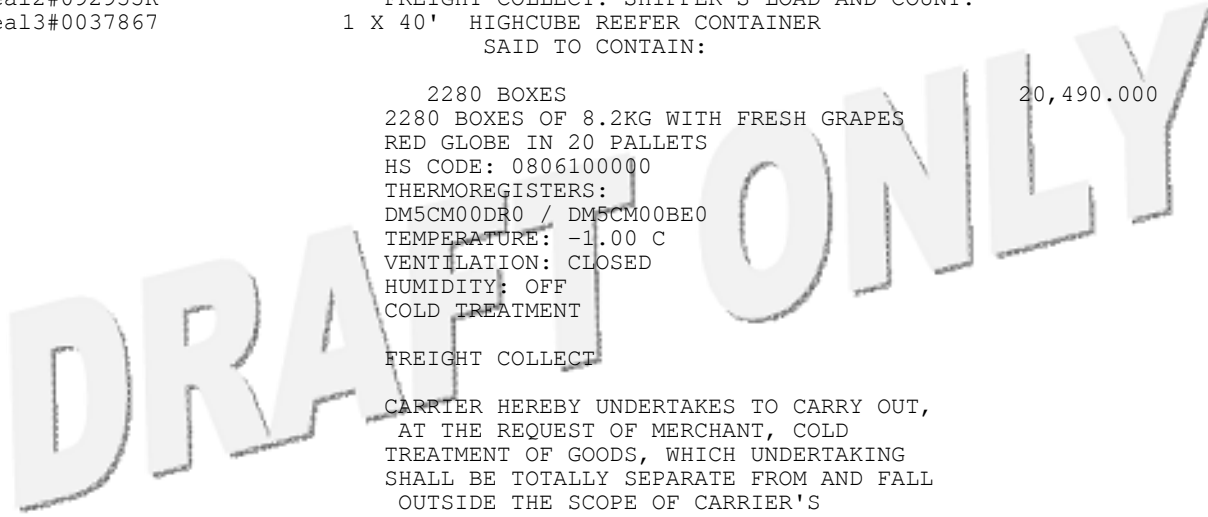 FREIGHT COLLECT. SHIPPER'S LOAD AND COUNT.
eal3#0037867 1 X 40' HIGHCUBE REEFER CONTAINER
SAID TO CONTAIN:
2280 BOXES 20,490.000
2280 BOXES OF 8.2KG WITH FRESH GRAPES
RED GLOBE IN 20 PALLETS
HS CODE: 0806100000
THERMOREGISTERS:
DM5CM00DR0 / DM5CM00BE0
TEMPERATURE: -1.00 C
VENTILATION: CLOSED
HUMIDITY: OFF
COLD TREATMENT
FREIGHT COLLECT
CARRIER HEREBY UNDERTAKES TO CARRY OUT,
AT THE REQUEST OF MERCHANT, COLD
TREATMENT OF GOODS, WHICH UNDERTAKING
SHALL BE TOTALLY SEPARATE FROM AND FALL
OUTSIDE THE SCOPE OF CARRIER'S
DRAFT ONLY